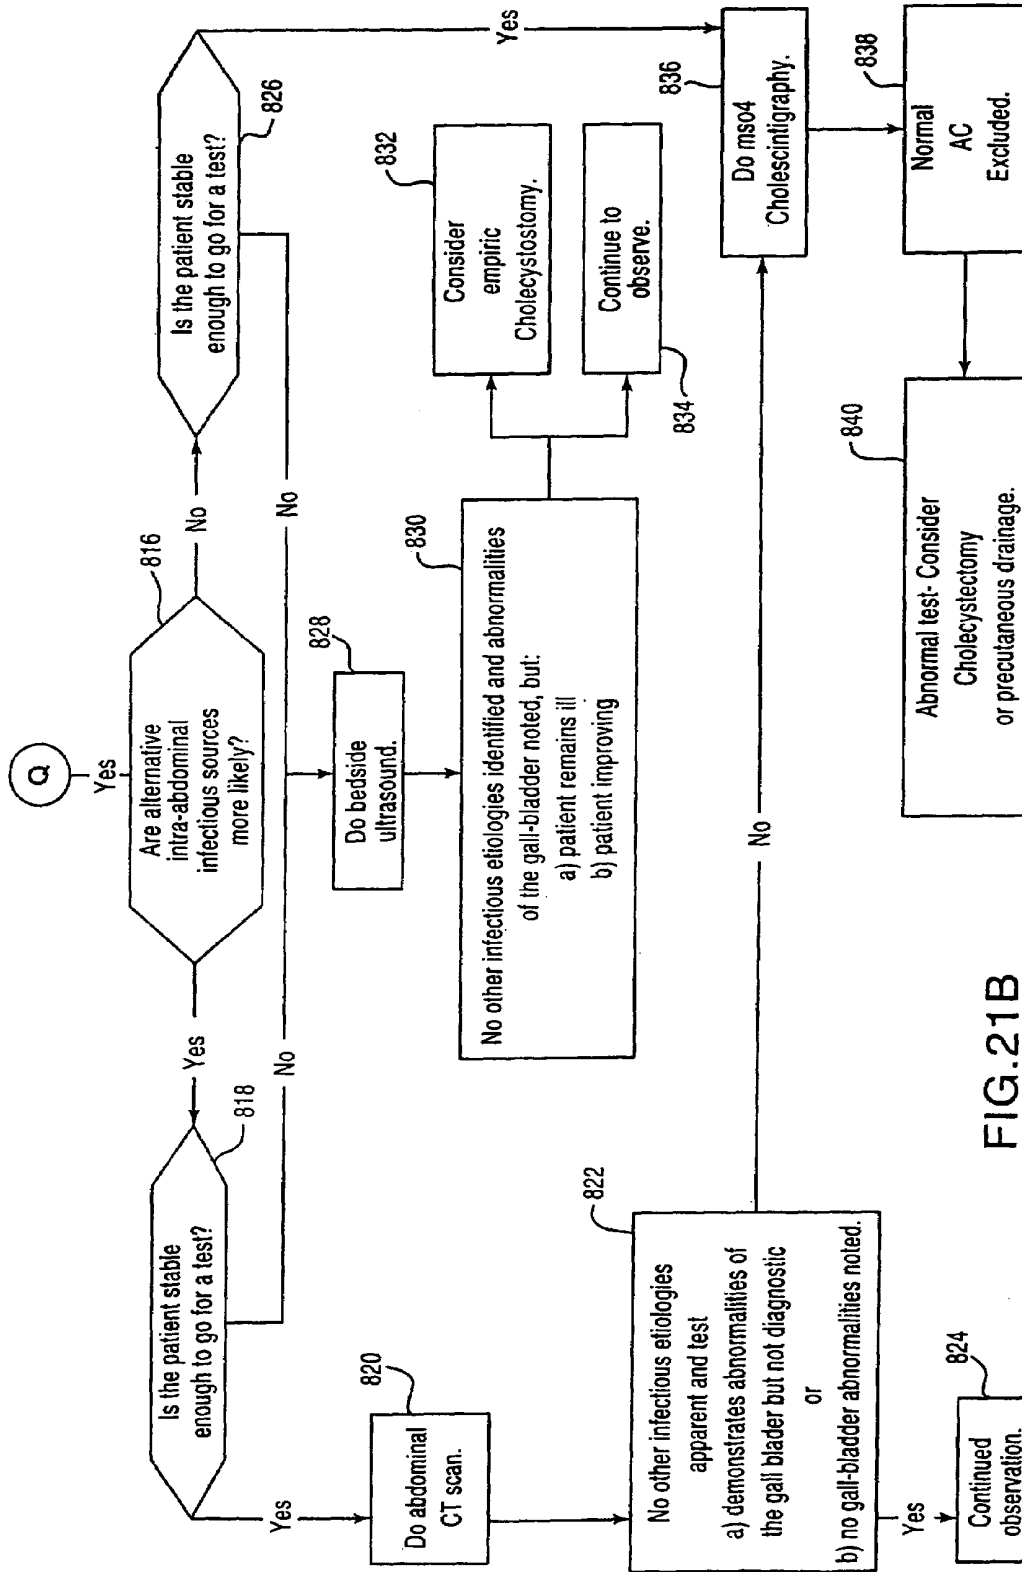 Q
Yes
Are alternative
intra-abdominal
infectious sources
more likely?
816
Yes
No
Is the patient stable
enough to go for a test?
818
Is the patient stable
enough to go for a test?
826
No
No
Yes
Yes
Do abdominal
CT scan.
820
Do bedside
ultrasound.
828
No other infectious etiologies identified and abnormalities
of the gall-bladder noted, but:
a) patient remains ill
b) patient improving
830
Consider
empiric
Cholecystostomy.
832
Continue to
observe.
834
No other infectious etiologies
apparent and test
a) demonstrates abnormalities of
the gall blader but not diagnostic
or
b) no gall-bladder abnormalities noted.
822
No
Do mso4
Cholescintigraphy.
836
Yes
Continued
observation.
824
Normal
AC
Excluded.
838
Abnormal test- Consider
Cholecystectomy
or precutaneous drainage.
840
FIG.21B